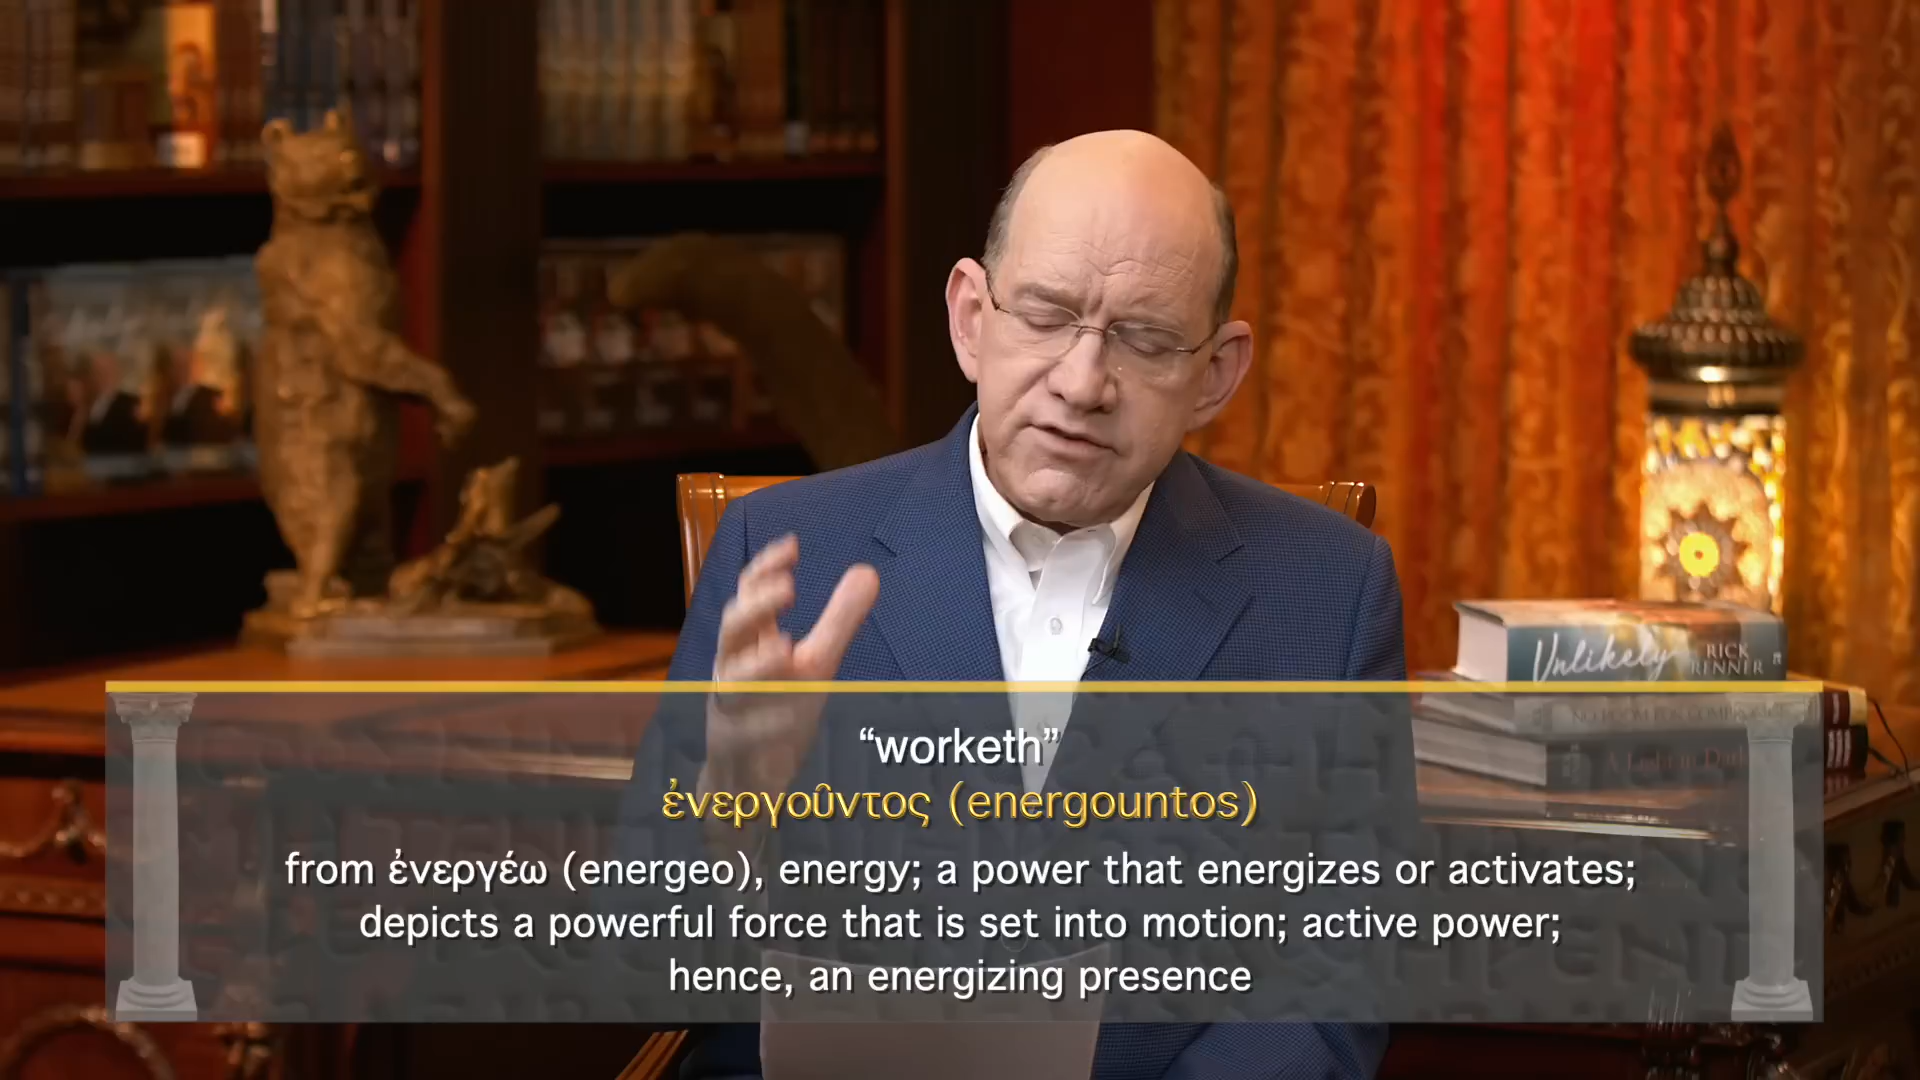 Unlikely
RICK
RENNER
“worketh”
ἐνεργοῦντος (energountos)
from ἐνεργέω (energeo), energy; a power that energizes or activates;
depicts a powerful force that is set into motion; active power;
hence, an energizing presence